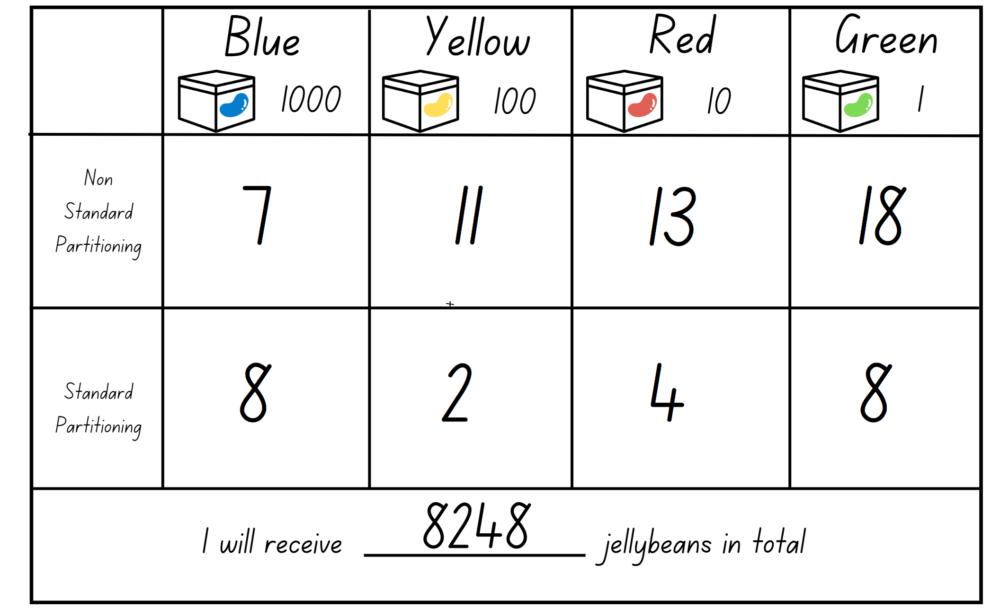 Blue Yellow Red Green
1000 100 10 1
Non
Standard
Partitioning
7 11 13 18
+
Standard
Partitioning
8 2 4 8
I will receive 8248 jellybeans in total